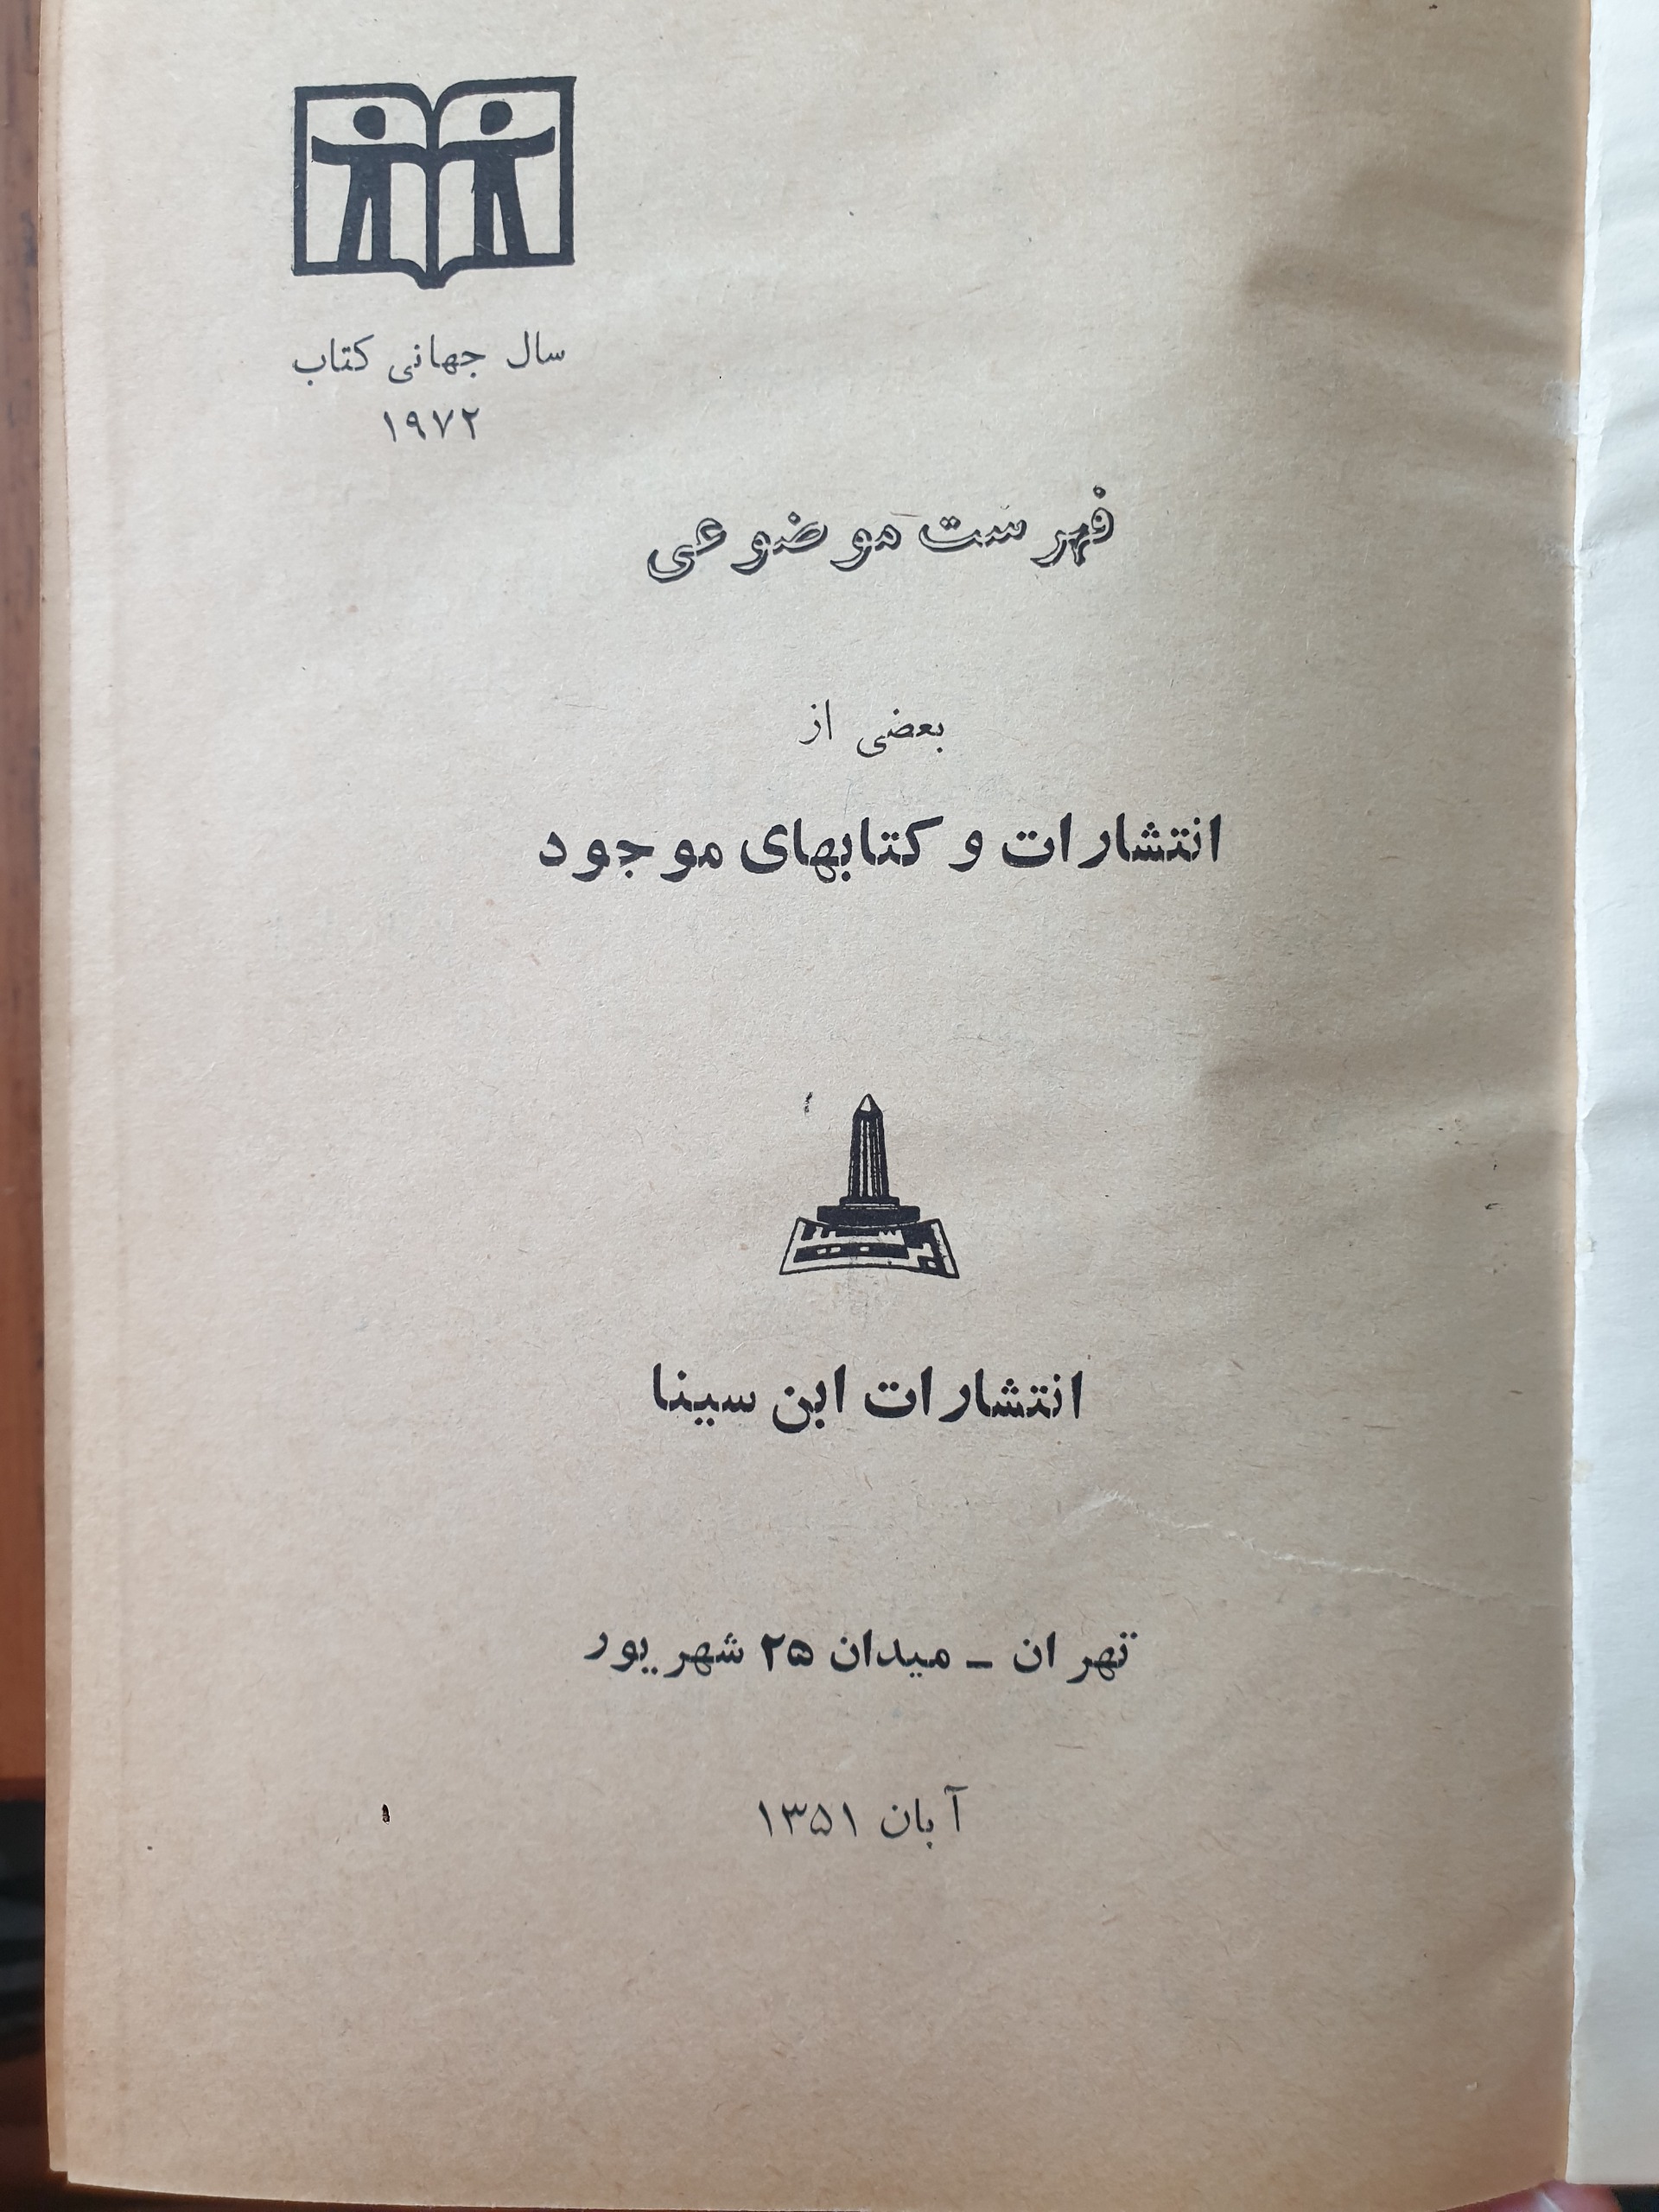 سال جهانی کتاب
۱۹۷۲
فهرست موضوعی
بعضی از
انتشارات و کتابهای موجود
انتشارات ابن سینا
تهران ـ میدان ۲۵ شهریور
آبان ۱۳۵۱